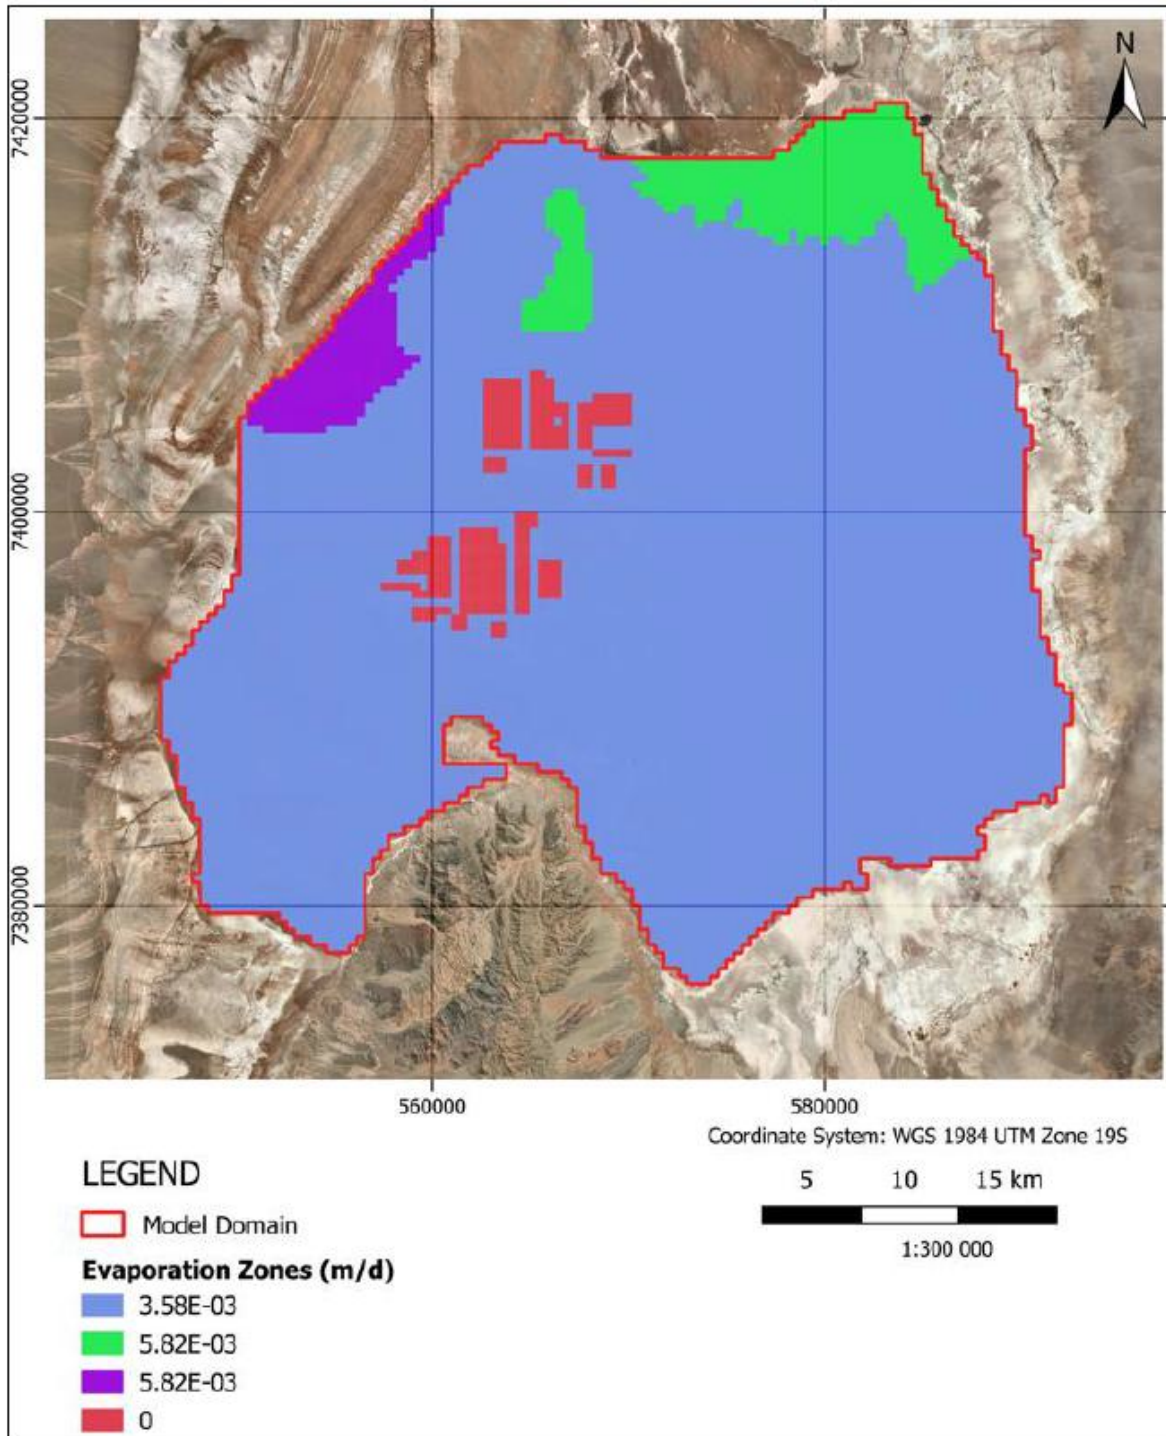 N
7420000
7400000
7380000
560000 580000
Coordinate System: WGS 1984 UTM Zone 19S
5 10 15 km
1:300 000
LEGEND
Model Domain
Evaporation Zones (m/d)
3.58E-03
5.82E-03
5.82E-03
0